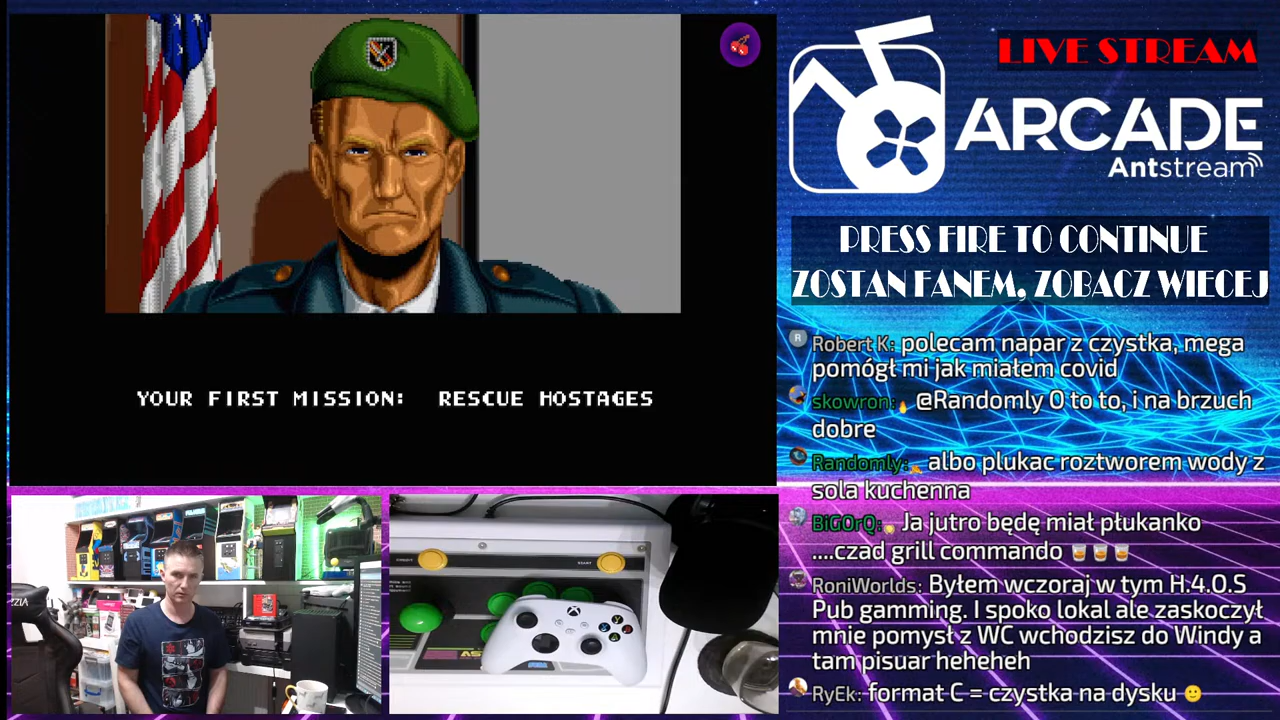 YOUR FIRST MISSION: RESCUE HOSTAGES
LIVE STREAM
ARCADE
Antstream
PRESS FIRE TO CONTINUE
ZOSTAN FANEM, ZOBACZ WIECEJ
R Robert K: polecam napar z czystka, mega
pomógł mi jak miałem covid
skowron: @Randomly O to to, i na brzuch
dobre
Randomly: albo plukac roztworem wody z
sola kuchenna
BiGOrQ: Ja jutro będę miał płukanko
....czad grill commando 🥃🥃🥃
RoniWorlds: Byłem wczoraj w tym H.4.O.S
Pub gamming. I spoko lokal ale zaskoczył
mnie pomysł z WC wchodzisz do Windy a
tam pisuar heheheh
RyEk: format C = czystka na dysku 🙂
START
SEGA